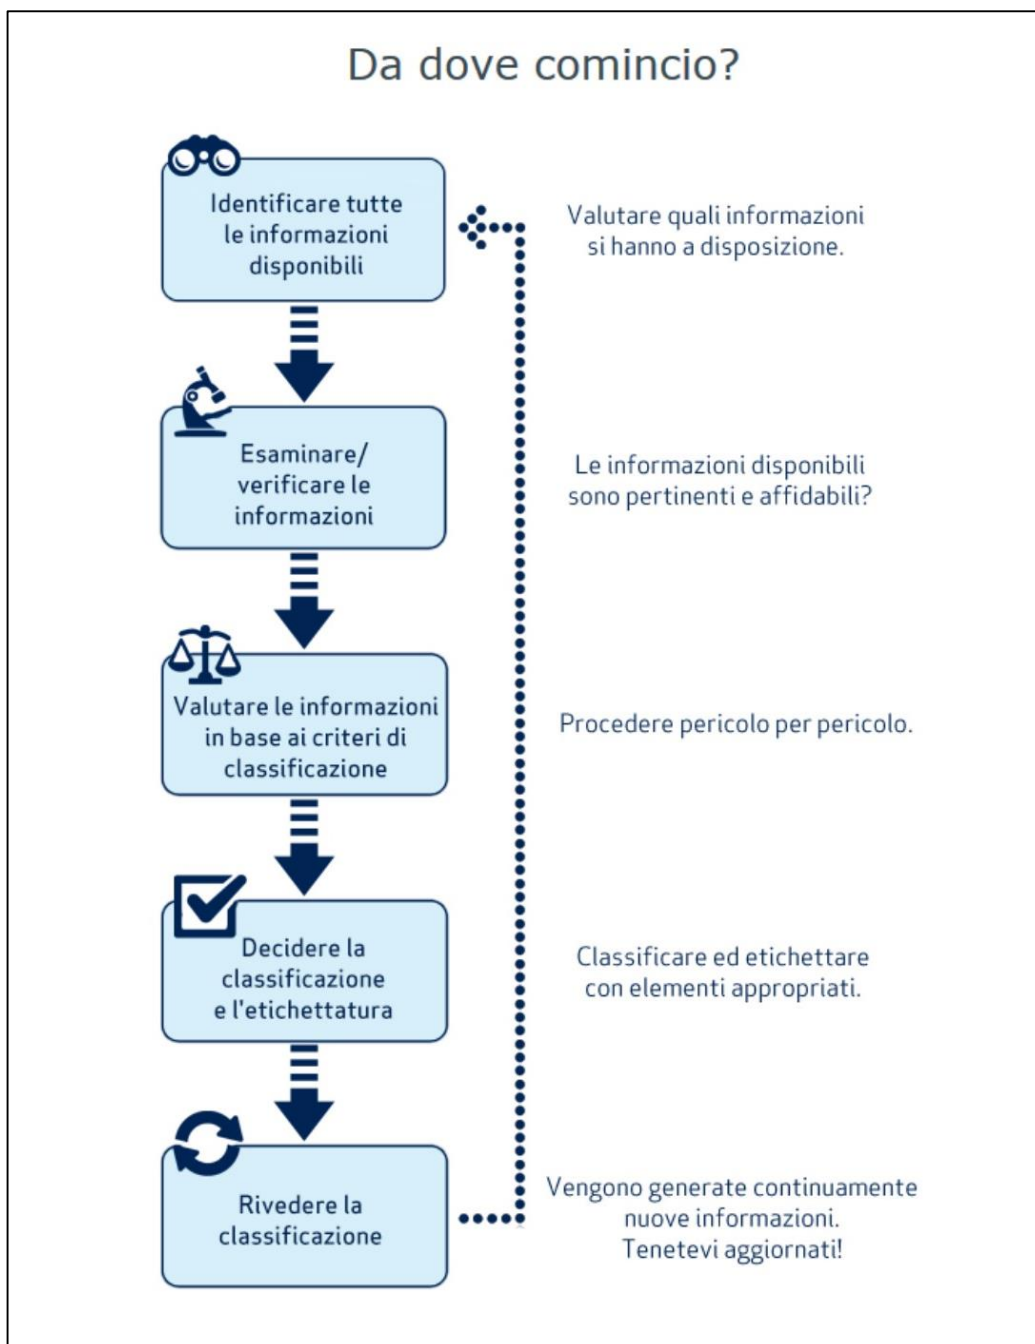 Da dove comincio?
Identificare tutte
le informazioni
disponibili
Valutare quali informazioni
si hanno a disposizione.
Esaminare/
verificare le
informazioni
Le informazioni disponibili
sono pertinenti e affidabili?
Valutare le informazioni
in base ai criteri di
classificazione
Procedere pericolo per pericolo.
Decidere la
classificazione
e l'etichettatura
Classificare ed etichettare
con elementi appropriati.
Rivedere la
classificazione
Vengono generate continuamente
nuove informazioni.
Tenetevi aggiornati!